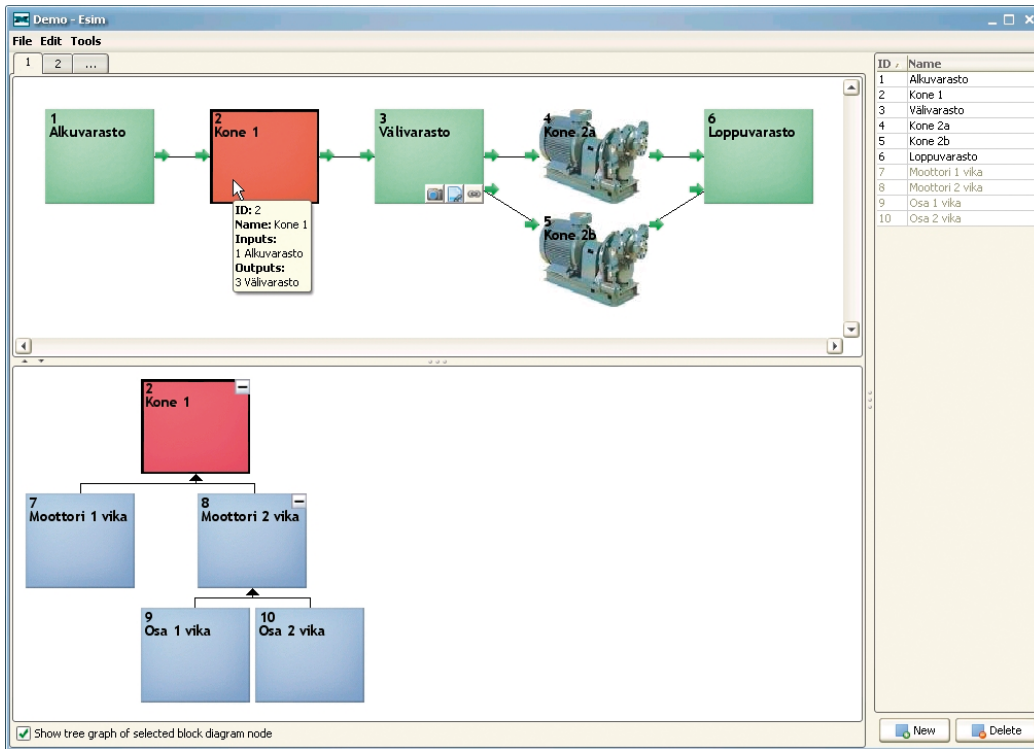 Demo - Esim
File Edit Tools
1 2 ...
1
Alkuvarasto
2
Kone 1
3
Välivarasto
4
Kone 2a
6
Loppuvarasto
5
Kone 2b
ID: 2
Name: Kone 1
Inputs:
1 Alkuvarasto
Outputs:
3 Välivarasto
2
Kone 1
7
Moottori 1 vika
8
Moottori 2 vika
9
Osa 1 vika
10
Osa 2 vika
Show tree graph of selected block diagram node
ID Name
1 Alkuvarasto
2 Kone 1
3 Välivarasto
4 Kone 2a
5 Kone 2b
6 Loppuvarasto
7 Moottori 1 vika
8 Moottori 2 vika
9 Osa 1 vika
10 Osa 2 vika
New Delete